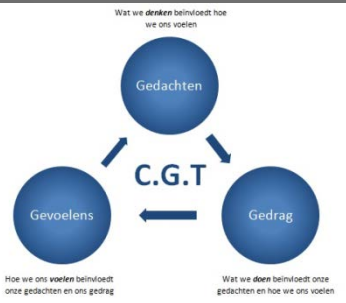 Wat we denken beïnvloedt hoe
we ons voelen
Gedachten
C.G.T
Gevoelens
Gedrag
Hoe we ons voelen beïnvloedt
onze gedachten en ons gedrag
Wat we doen beïnvloedt onze
gedachten en hoe we ons voelen